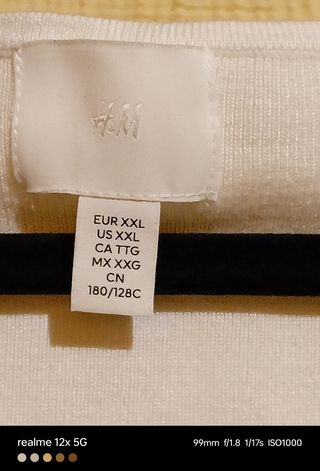 H&M
EUR XXL
US XXL
CA TTG
MX XXG
CN
180/128C
realme 12x 5G
99mm f/1.8 1/17s ISO1000